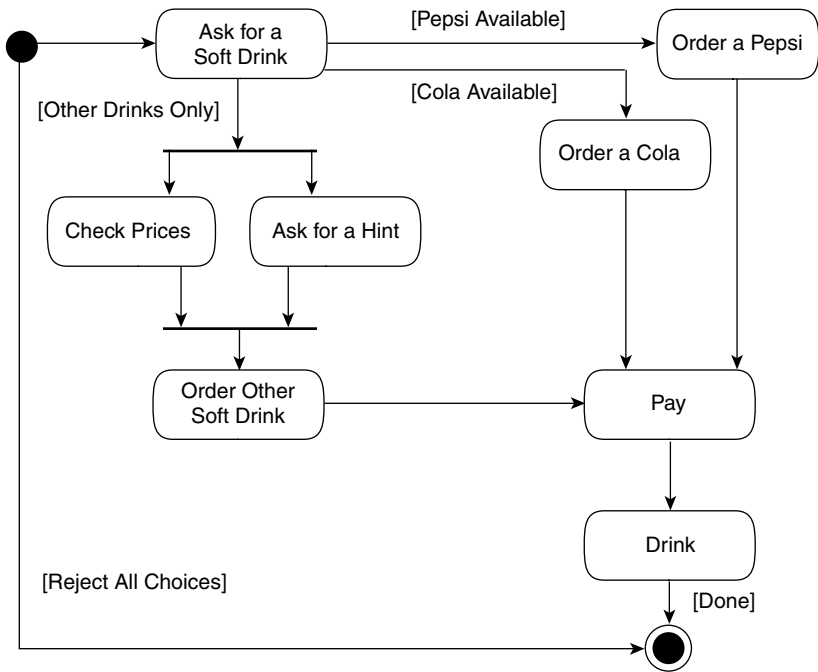 Ask for a
Soft Drink
[Pepsi Available]
Order a Pepsi
[Cola Available]
[Other Drinks Only]
Order a Cola
Check Prices
Ask for a Hint
Order Other
Soft Drink
Pay
Drink
[Reject All Choices]
[Done]